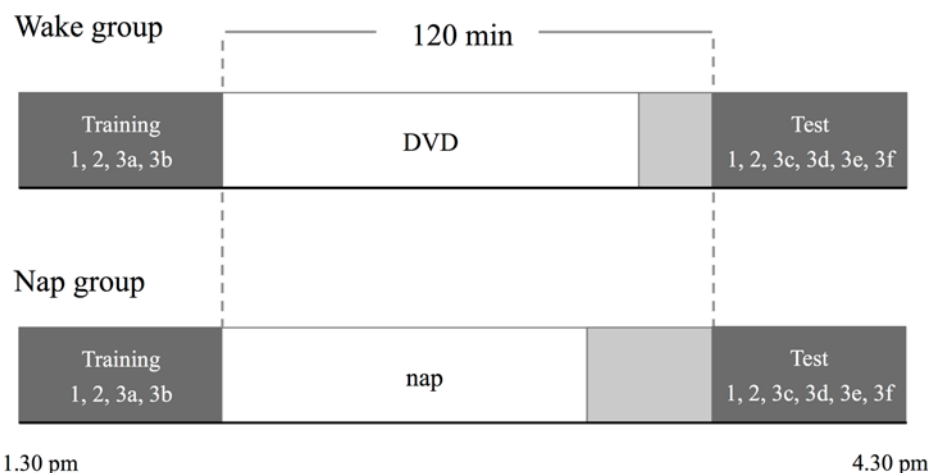 Wake group
120 min
Training
1, 2, 3a, 3b
DVD
Test
1, 2, 3c, 3d, 3e, 3f
Nap group
Training
1, 2, 3a, 3b
nap
Test
1, 2, 3c, 3d, 3e, 3f
1.30 pm
4.30 pm